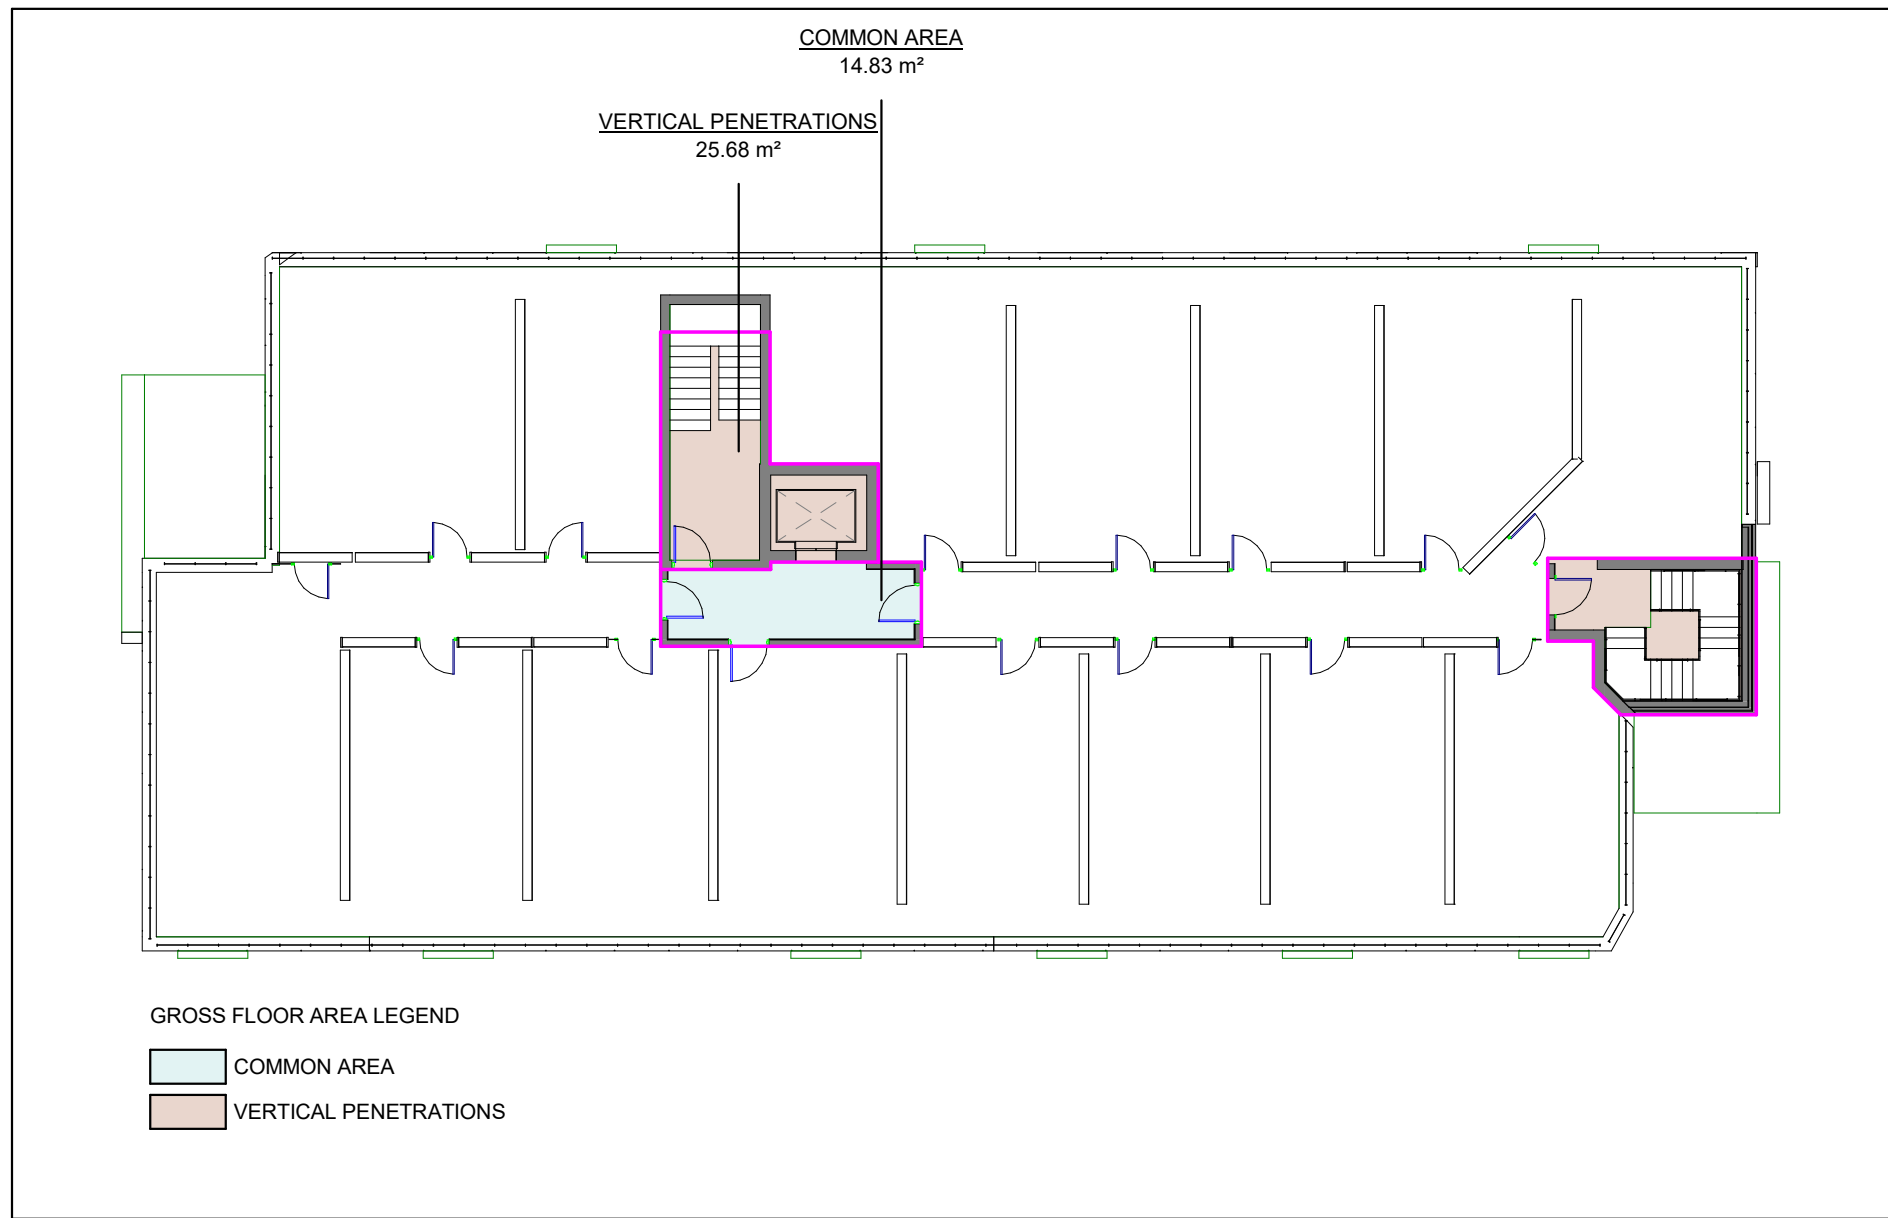 COMMON AREA
14.83 m²
VERTICAL PENETRATIONS
25.68 m²
GROSS FLOOR AREA LEGEND
COMMON AREA
VERTICAL PENETRATIONS